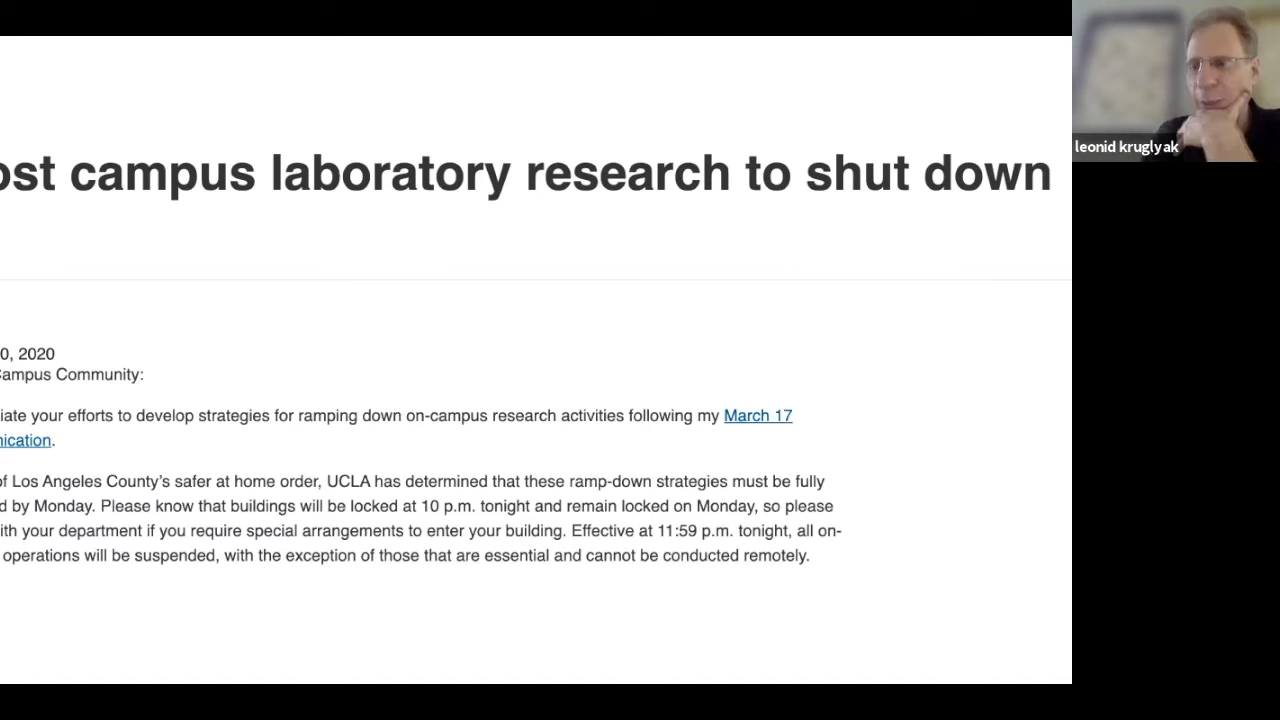 ost campus laboratory research to shut down
leonid kruglyak
0, 2020
Campus Community:
iate your efforts to develop strategies for ramping down on-campus research activities following my March 17
nication.
of Los Angeles County's safer at home order, UCLA has determined that these ramp-down strategies must be fully
d by Monday. Please know that buildings will be locked at 10 p.m. tonight and remain locked on Monday, so please
ith your department if you require special arrangements to enter your building. Effective at 11:59 p.m. tonight, all on-
operations will be suspended, with the exception of those that are essential and cannot be conducted remotely.